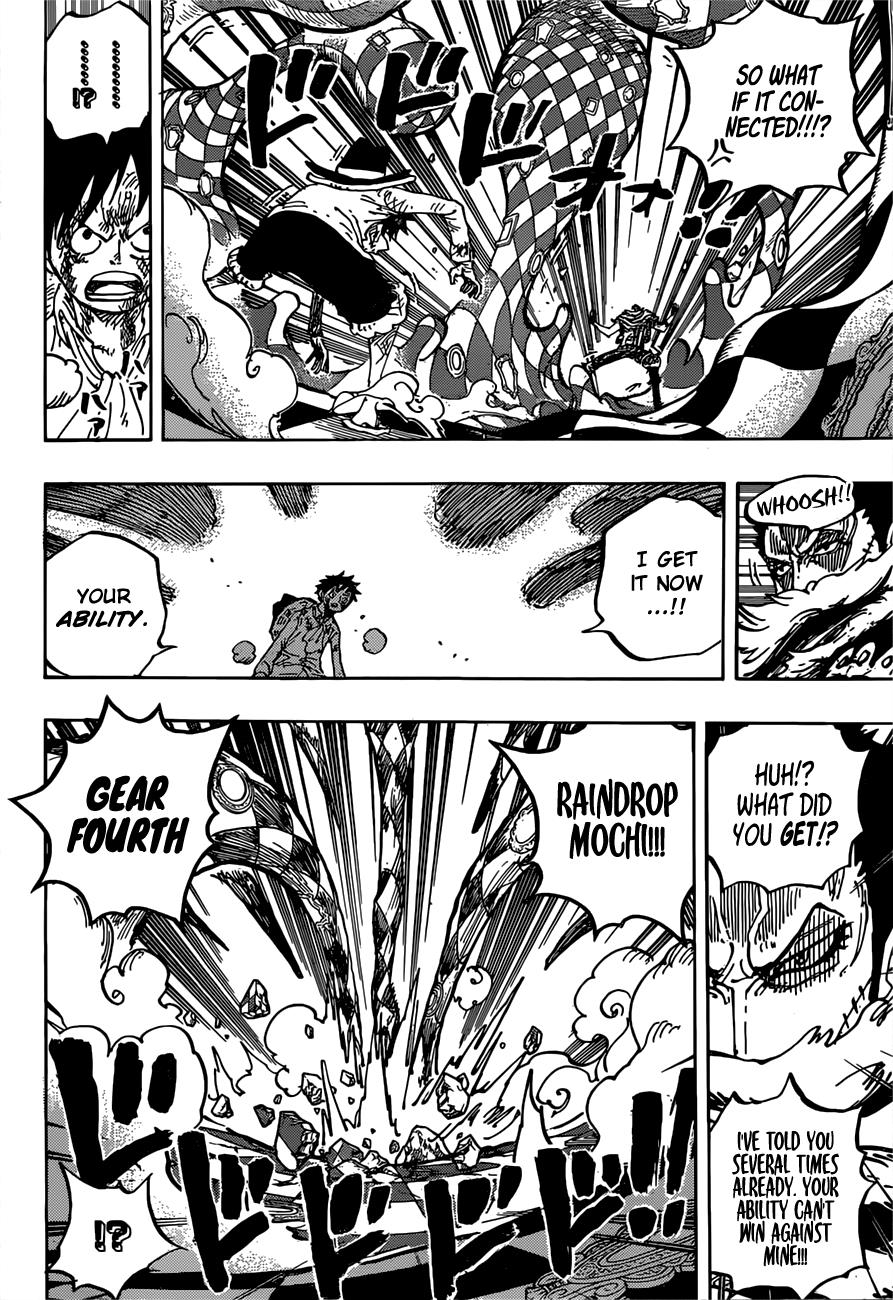 SO WHAT
IF IT CON-
NECTED!!!?
ドドドド
オオオ
!!
..........
..........
!?
WHOOSH!!
I GET
IT NOW
...!!
YOUR
ABILITY.
HUH!?
WHAT DID
YOU GET!?
I'VE TOLD YOU
SEVERAL TIMES
ALREADY. YOUR
ABILITY CAN'T
WIN AGAINST
MINE!!!
RAINDROP
MOCHI!!!
GEAR
FOURTH
ドドドドド!!
!?